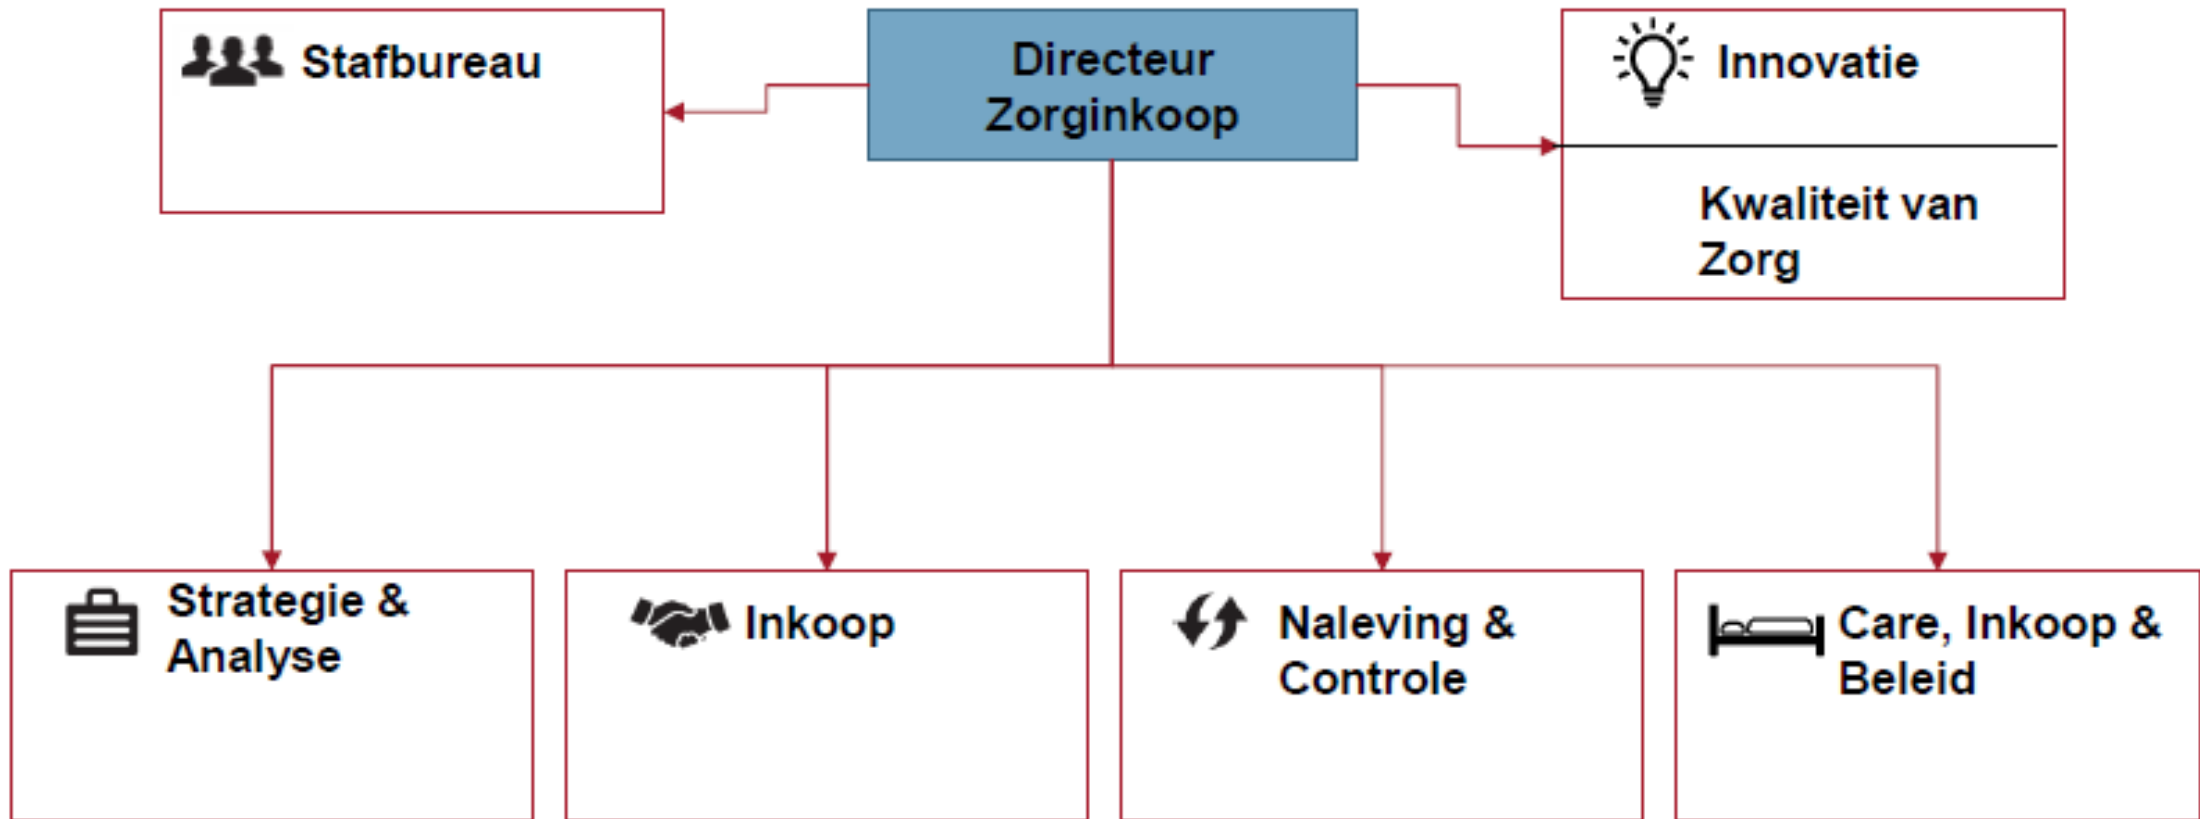 Stafbureau
Directeur
Zorginkoop
Innovatie
Kwaliteit van
Zorg
Strategie &
Analyse
Inkoop
Naleving &
Controle
Care, Inkoop &
Beleid